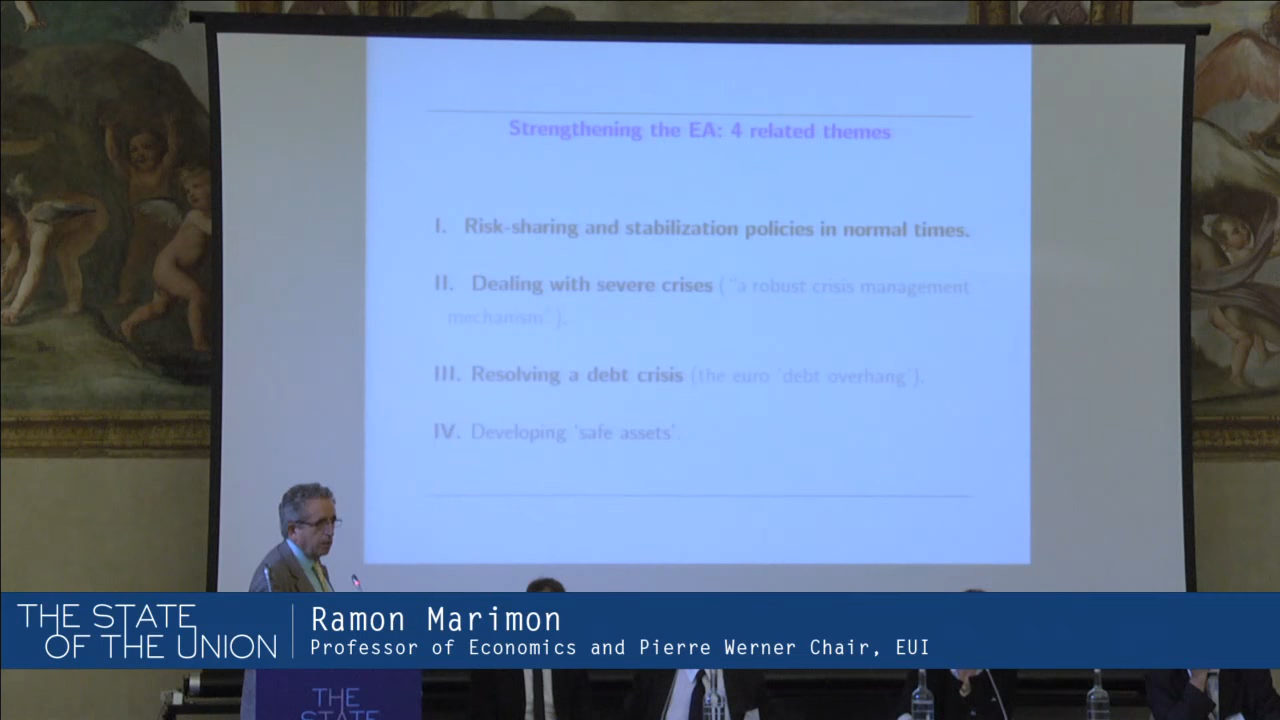 Strengthening the EA: 4 related themes
I. Risk-sharing and stabilization policies in normal times.
II. Dealing with severe crises ("a robust crisis management
mechanism").
III. Resolving a debt crisis (the euro 'debt overhang').
IV. Developing 'safe assets'.
THE STATE
OF THE UNION
Ramon Marimon
Professor of Economics and Pierre Werner Chair, EUI
THE
STATE